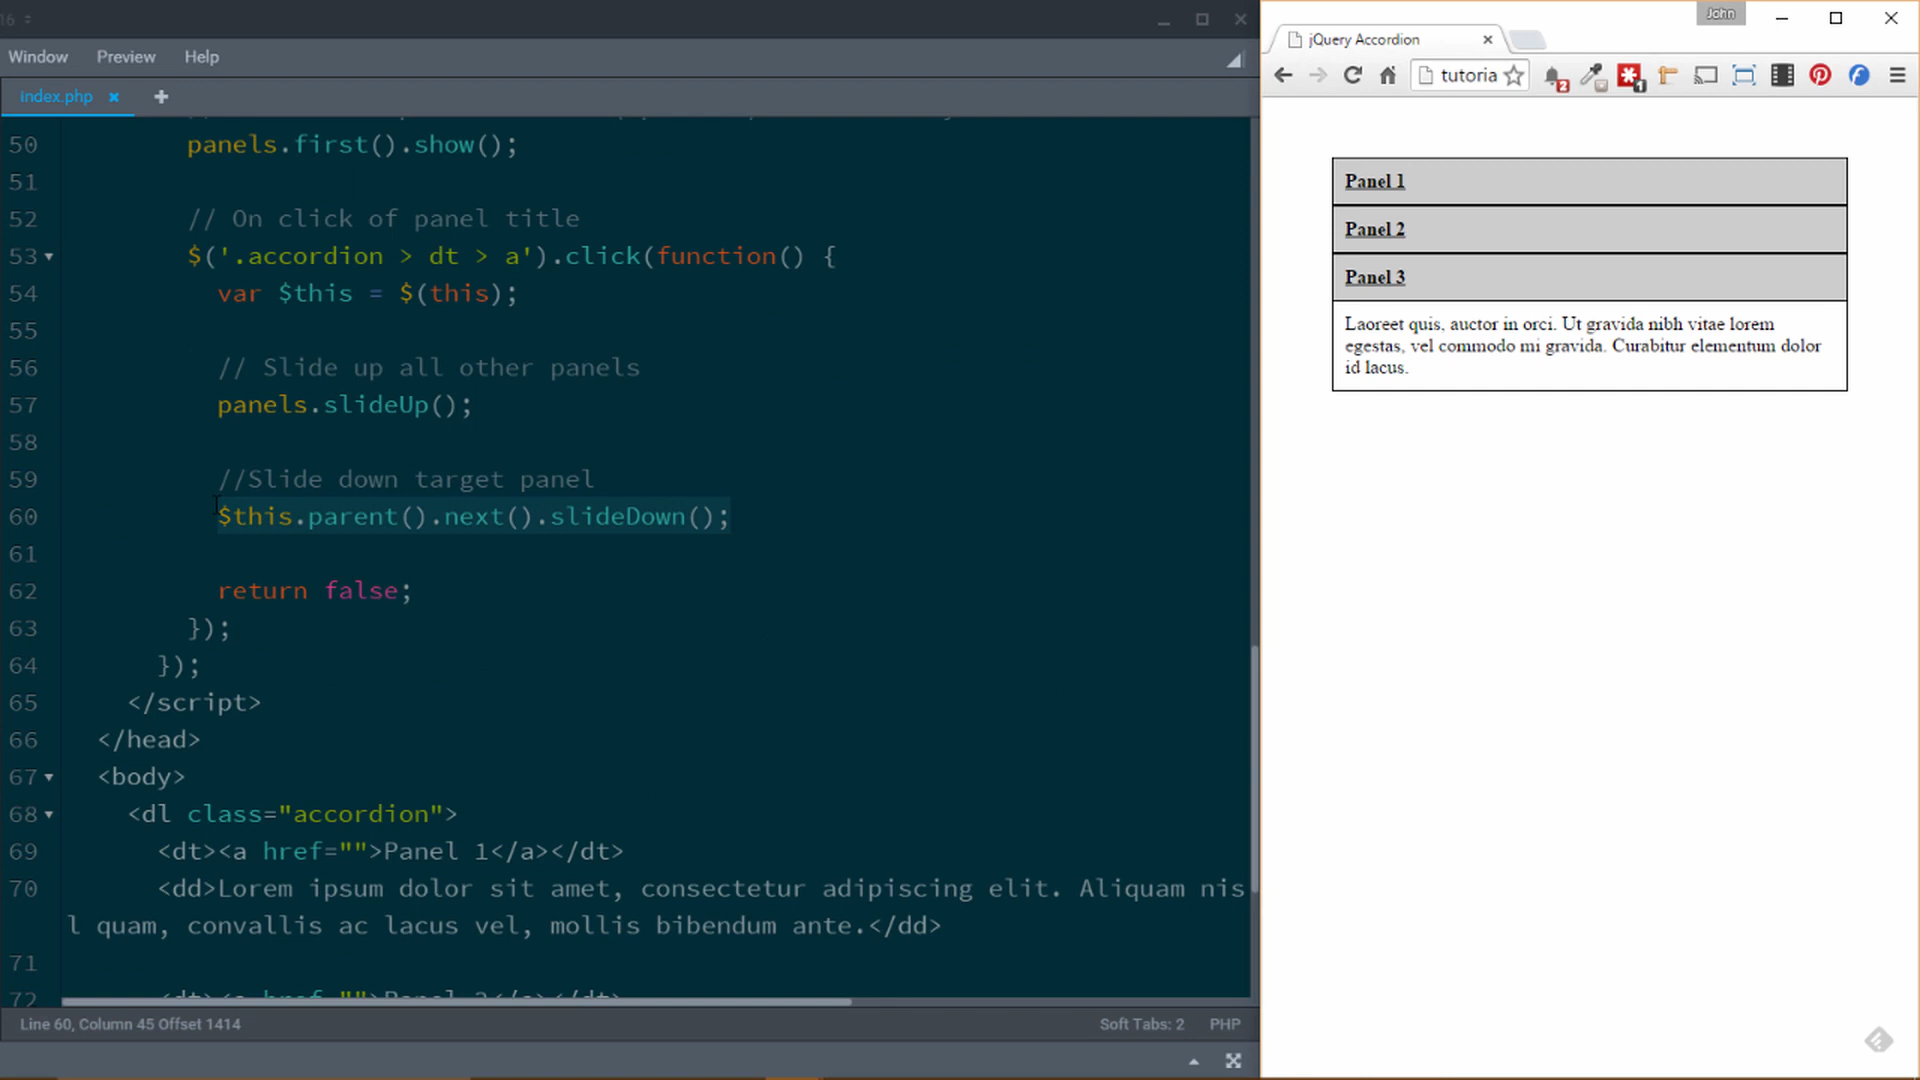 16
Window Preview Help
index.php
50 panels.first().show();
51
52 // On click of panel title
53 $('.accordion > dt > a').click(function() {
54 var $this = $(this);
55
56 // Slide up all other panels
57 panels.slideUp();
58
59 //Slide down target panel
60 $this.parent().next().slideDown();
61
62 return false;
63 });
64 });
65 </script>
66 </head>
67 <body>
68 <dl class="accordion">
69 <dt><a href="">Panel 1</a></dt>
70 <dd>Lorem ipsum dolor sit amet, consectetur adipiscing elit. Aliquam nis
l quam, convallis ac lacus vel, mollis bibendum ante.</dd>
71
72
Line 60, Column 45 Offset 1414
Soft Tabs: 2 PHP
John
jQuery Accordion
tutoria
2
1
Panel 1
Panel 2
Panel 3
Laoreet quis, auctor in orci. Ut gravida nibh vitae lorem
egestas, vel commodo mi gravida. Curabitur elementum dolor
id lacus.